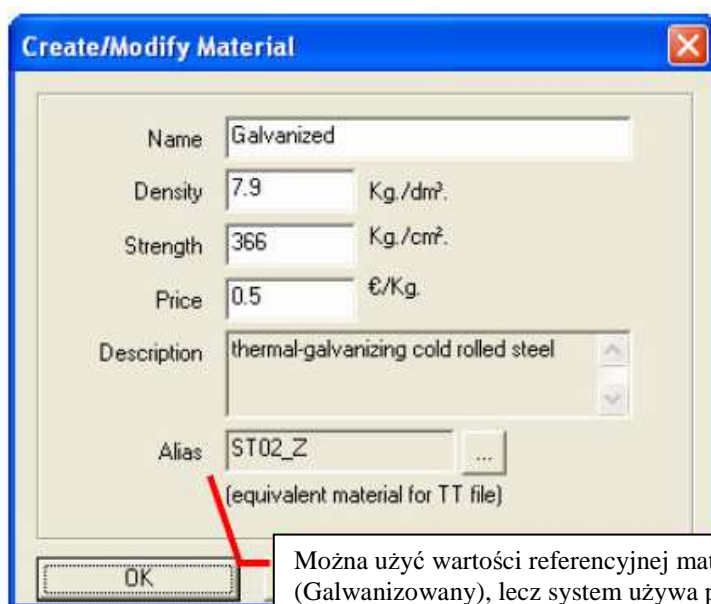 Create/Modify Material
Name Galvanized
Density 7.9 Kg./dm³.
Strength 366 Kg./cm².
Price 0.5 €/Kg.
Description thermal-galvanizing cold rolled steel
Alias ST02_Z ...
(equivalent material for TT file)
OK
Można użyć wartości referencyjnej
(Galwanizowany), lecz system używa